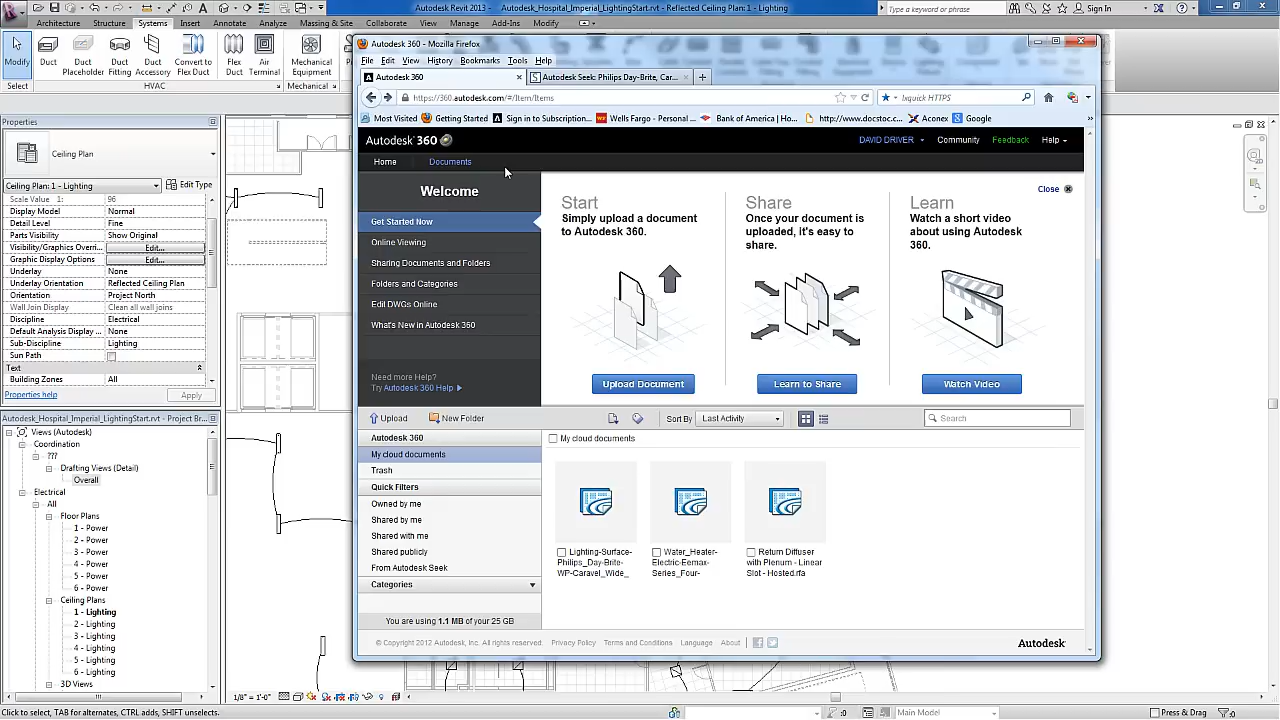 Autodesk Revit 2013 -
Autodesk_Hospital_Imperial_LightingStart.rvt - Reflected Ceiling Plan: 1 - Lighting
Type a keyword or phrase
Sign In
Architecture
Structure
Systems
Insert
Annotate
Analyze
Massing & Site
Collaborate
View
Manage
Add-Ins
Modify
Modify
Duct
Duct Placeholder
Duct Fitting
Duct Accessory
Convert to Flex Duct
Flex Duct
Air Terminal
Mechanical Equipment
Select
HVAC
Mechanical
Properties
Ceiling Plan
Ceiling Plan: 1 - Lighting
Edit Type
Scale Value 1:
96
Display Model
Normal
Detail Level
Fine
Parts Visibility
Show Original
Visibility/Graphics Overri...
Edit...
Graphic Display Options
Edit...
Underlay
None
Underlay Orientation
Reflected Ceiling Plan
Orientation
Project North
Wall Join Display
Clean all wall joins
Discipline
Electrical
Default Analysis Display ...
None
Sub-Discipline
Lighting
Sun Path
Text
Building Zones
All
Properties help
Apply
Autodesk_Hospital_Imperial_LightingStart.rvt - Project Br...
Views (Autodesk)
Coordination
???
Drafting Views (Detail)
Overall
Electrical
All
Floor Plans
1 - Power
2 - Power
3 - Power
4 - Power
5 - Power
6 - Power
Ceiling Plans
1 - Lighting
2 - Lighting
3 - Lighting
4 - Lighting
5 - Lighting
6 - Lighting
3D Views
Autodesk 360 - Mozilla Firefox
File
Edit
View
History
Bookmarks
Tools
Help
Autodesk 360
Autodesk Seek: Philips Day-Brite, Car...
https://360.autodesk.com/#/Item/Items
Ixquick HTTPS
Most Visited
Getting Started
Sign in to Subscription...
Wells Fargo - Personal ...
Bank of America | Ho...
http://www.docstoc.c...
Aconex
Google
Autodesk® 360
DAVID DRIVER
Community
Feedback
Help
Home
Documents
Welcome
Get Started Now
Online Viewing
Sharing Documents and Folders
Folders and Categories
Edit DWGs Online
What's New in Autodesk 360
Need more Help?
Try Autodesk 360 Help
Close
Start
Simply upload a document
to Autodesk 360.
Upload Document
Share
Once your document is
uploaded, it's easy to
share.
Learn to Share
Learn
Watch a short video
about using Autodesk
360.
Watch Video
Upload
New Folder
Sort By
Last Activity
Search
Autodesk 360
My cloud documents
Trash
Quick Filters
Owned by me
Shared by me
Shared with me
Shared publicly
From Autodesk Seek
Categories
You are using 1.1 MB of your 25 GB
My cloud documents
Lighting-Surface-
Philips_Day-Brite-
WP-Caravel_Wide_
Water_Heater-
Electric-Eemax-
Series_Four-
Return Diffuser
with Plenum - Linear
Slot - Hosted.rfa
© Copyright 2012 Autodesk, Inc. All rights reserved.
Privacy Policy
Terms and Conditions
Language
About
Autodesk
1/8" = 1'-0"
Click to select, TAB for alternates, CTRL adds, SHIFT unselects.
:0
Main Model
Press & Drag
:0